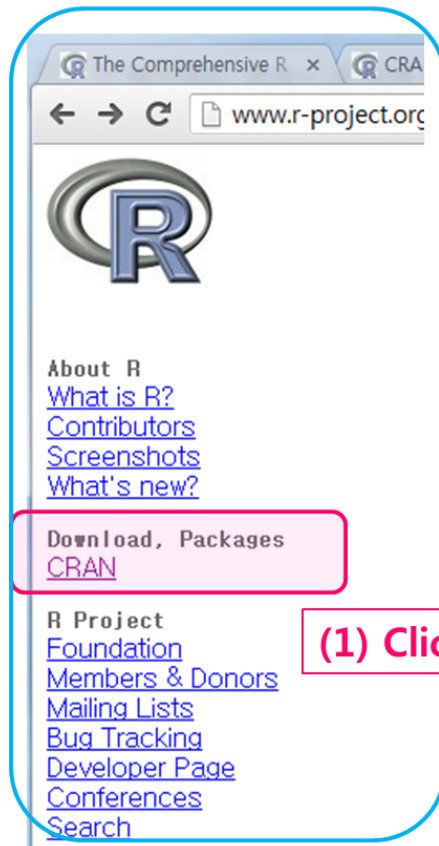 The Comprehensive R
CRA
www.r-project.org
R
About R
What is R?
Contributors
Screenshots
What's new?
Download, Packages
CRAN
R Project
Foundation
(1) Clic
Members & Donors
Mailing Lists
Bug Tracking
Developer Page
Conferences
Search